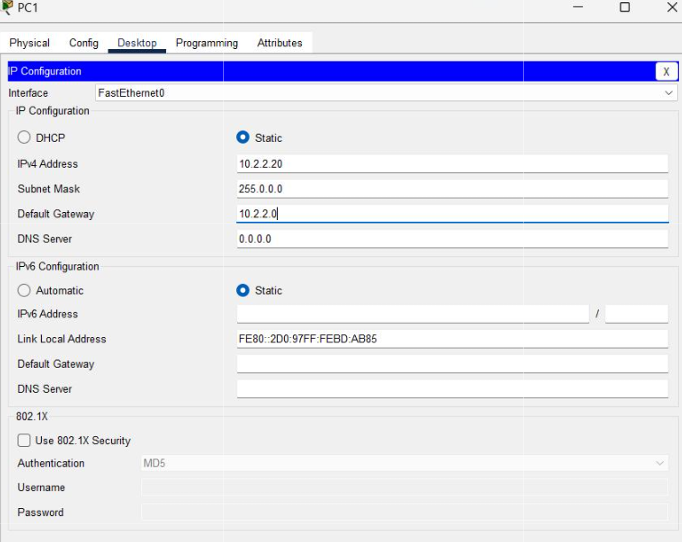 PC1
Physical Config Desktop Programming Attributes
IP Configuration X
Interface FastEthernet0
IP Configuration
DHCP Static
IPv4 Address 10.2.2.20
Subnet Mask 255.0.0.0
Default Gateway 10.2.2.0
DNS Server 0.0.0.0
IPv6 Configuration
Automatic Static
IPv6 Address /
Link Local Address FE80::2D0:97FF:FEBD:AB85
Default Gateway
DNS Server
802.1X
Use 802.1X Security
Authentication MD5
Username
Password